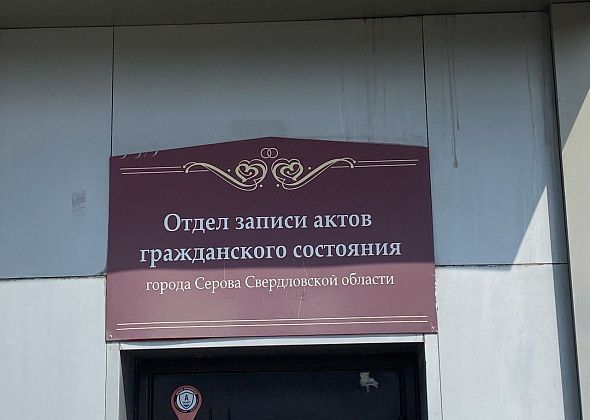 Отдел записи актов
гражданского состояния
города Серова Свердловской области